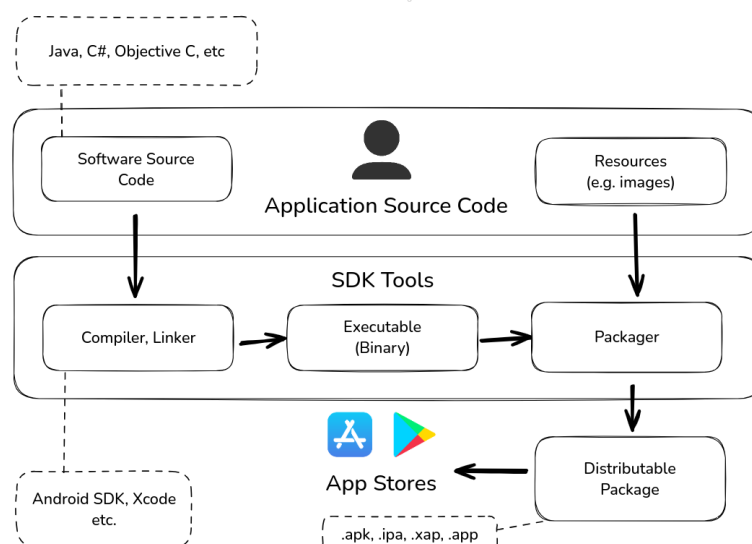 Java, C#, Objective C, etc
Software Source
Code
Resources
(e.g. images)
Application Source Code
SDK Tools
Compiler, Linker
Executable
(Binary)
Packager
App Stores
Distributable
Package
Android SDK, Xcode
etc.
.apk, .ipa, .xap, .app